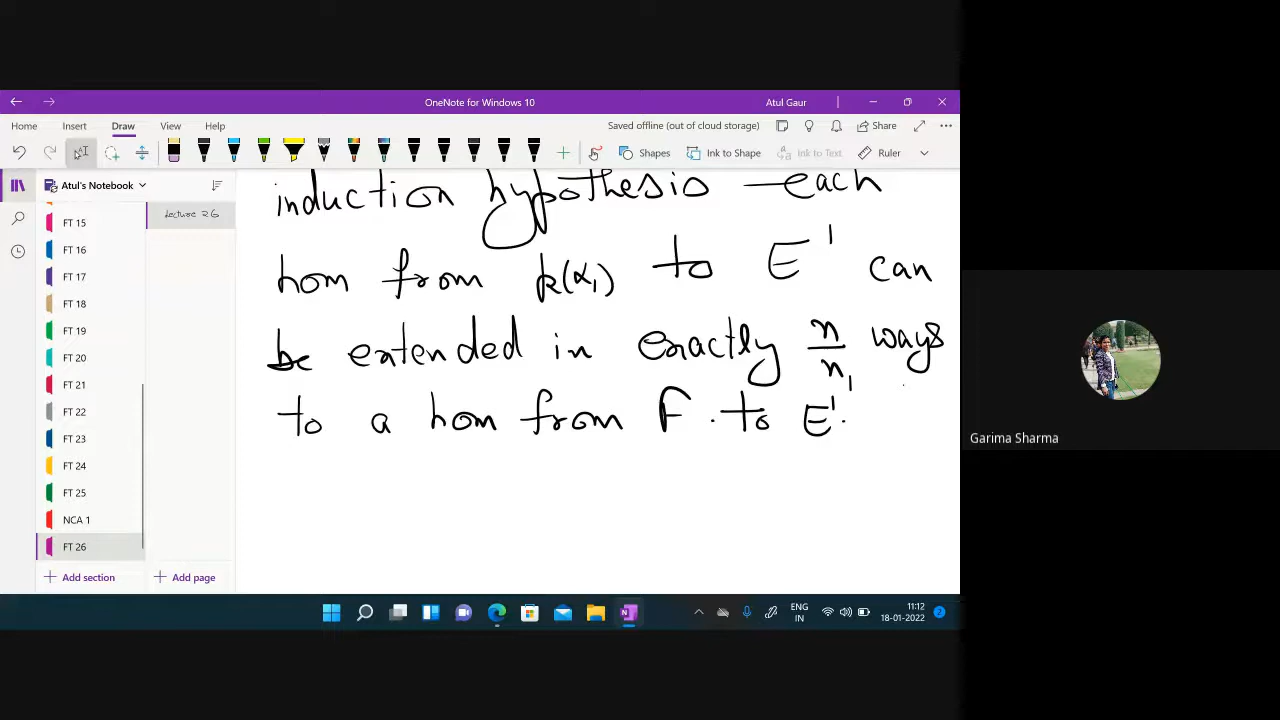 OneNote for Windows 10
Atul Gaur
Home Insert Draw View Help
Saved offline (out of cloud storage)
Share
Shapes
Ink to Shape
Ink to Text
Ruler
Atul's Notebook
Lecture 26
FT 15
FT 16
FT 17
FT 18
FT 19
FT 20
FT 21
FT 22
FT 23
FT 24
FT 25
NCA 1
FT 26
Add section
Add page
induction hypothesis each
hom from k(α₁) to E' can
be extended in exactly n/n₁ ways
to a hom from F. to E'.
Garima Sharma
ENG
IN
11:12
18-01-2022
2